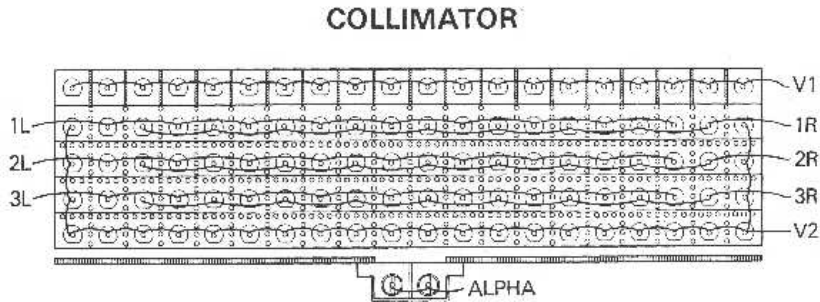 COLLIMATOR
V1
1L 1R
2L 2R
3L 3R
V2
ALPHA